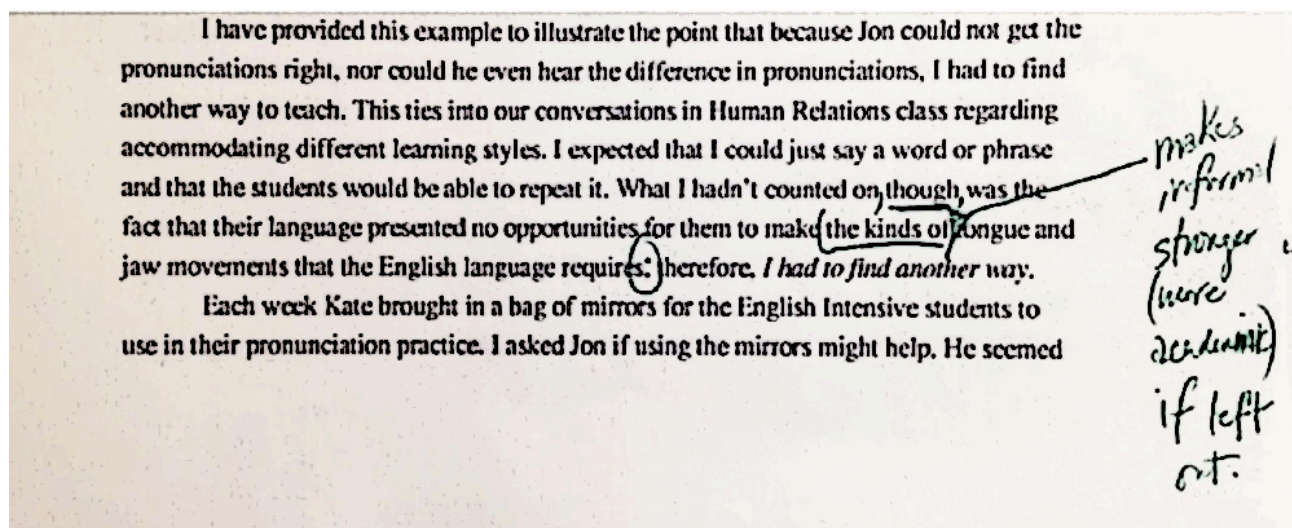 I have provided this example to illustrate the point that because Jon could not get the
pronunciations right, nor could he even hear the difference in pronunciations, I had to find
another way to teach. This ties into our conversations in Human Relations class regarding
accommodating different learning styles. I expected that I could just say a word or phrase
and that the students would be able to repeat it. What I hadn't counted on, though, was the
fact that their language presented no opportunities for them to make (the kinds of) tongue and
jaw movements that the English language requires: therefore, I had to find another way.
Each week Kate brought in a bag of mirrors for the English Intensive students to
use in their pronunciation practice. I asked Jon if using the mirrors might help. He seemed
makes
informal
stronger
(more
academic)
if left
out.